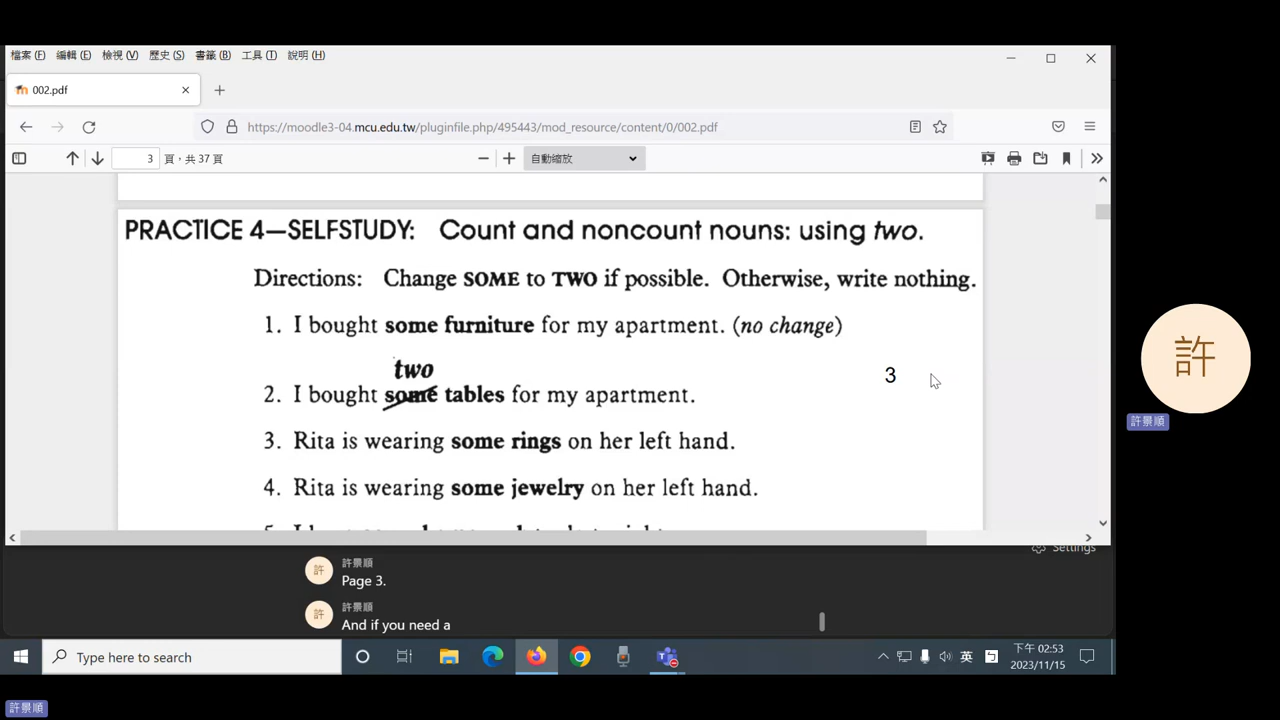 檔案 (F) 編輯 (E) 檢視 (V) 歷史 (S) 書籤 (B) 工具 (T) 說明 (H)
002.pdf
https://moodle3-04.mcu.edu.tw/pluginfile.php/495443/mod_resource/content/0/002.pdf
3 頁，共 37 頁 自動縮放
PRACTICE 4—SELFSTUDY: Count and noncount nouns: using two.
Directions: Change SOME to TWO if possible. Otherwise, write nothing.
1. I bought some furniture for my apartment. (no change)
two
3
2. I bought some tables for my apartment.
3. Rita is wearing some rings on her left hand.
4. Rita is wearing some jewelry on her left hand.
許
許景順
Settings
許 許景順
Page 3.
許 許景順
And if you need a
Type here to search
英
下午 02:53
2023/11/15
許景順